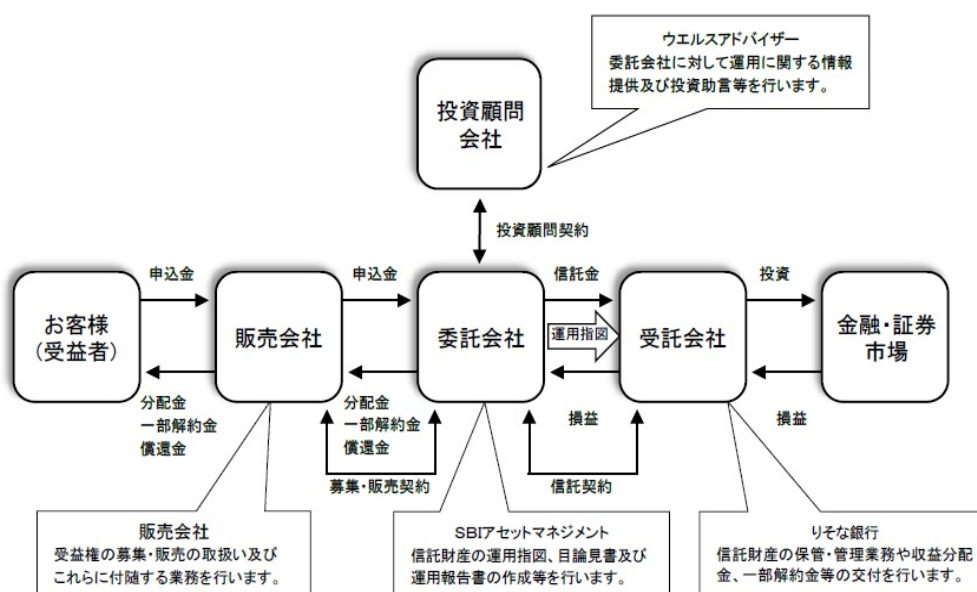 ウエルスアドバイザー
委託会社に対して運用に関する情報
提供及び投資助言等を行います。
投資顧問
会社
投資顧問契約
申込金
申込金
信託金
投資
お客様
(受益者)
販売会社
委託会社
運用指図
受託会社
金融・証券
市場
分配金
一部解約金
償還金
分配金
一部解約金
償還金
損益
損益
募集・販売契約
信託契約
販売会社
受益権の募集・販売の取扱い及び
これらに付随する業務を行います。
SBIアセットマネジメント
信託財産の運用指図、目論見書及び
運用報告書の作成等を行います。
りそな銀行
信託財産の保管・管理業務や収益分配
金、一部解約金等の交付を行います。